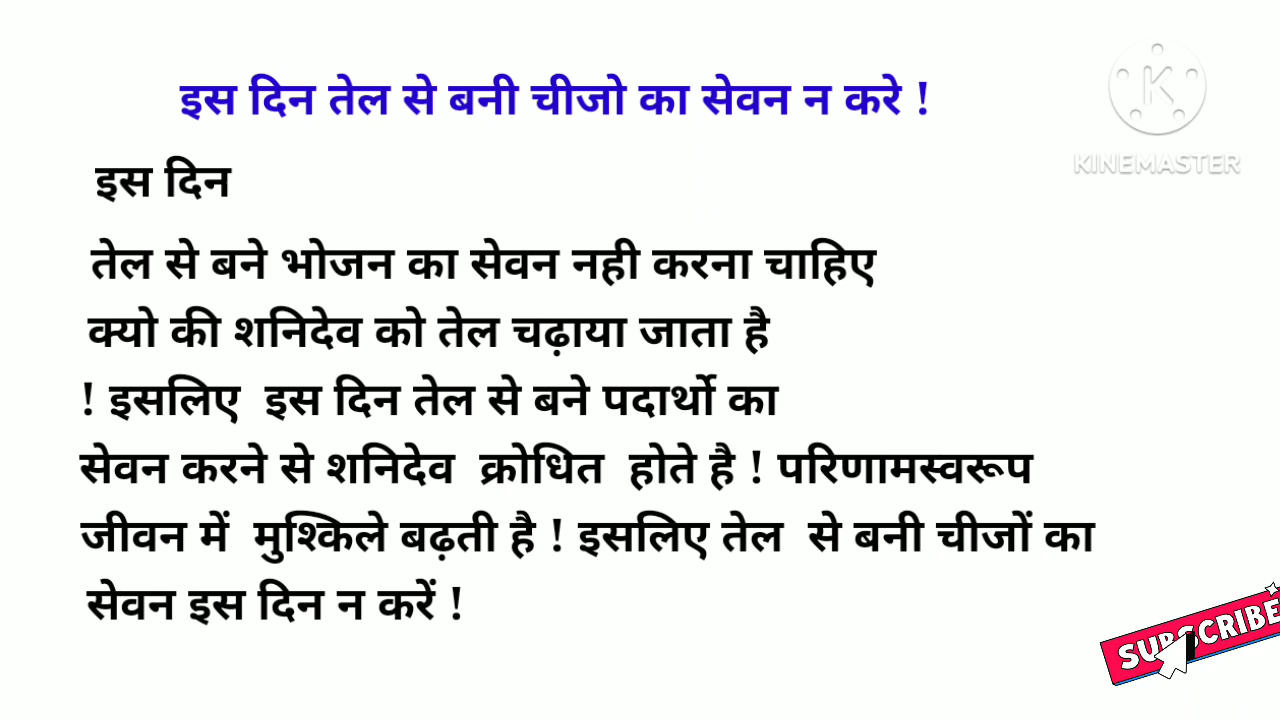 इस दिन तेल से बनी चीजो का सेवन न करे !
K
KINEMASTER
इस दिन
तेल से बने भोजन का सेवन नही करना चाहिए
क्यो की शनिदेव को तेल चढ़ाया जाता है
! इसलिए इस दिन तेल से बने पदार्थो का
सेवन करने से शनिदेव क्रोधित होते है ! परिणामस्वरूप
जीवन में मुश्किले बढ़ती है ! इसलिए तेल से बनी चीजों का
सेवन इस दिन न करें !
SUBSCRIBE